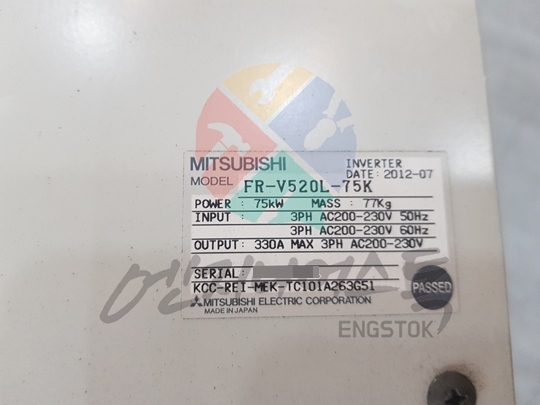 MITSUBISHI INVERTER
DATE: 2012-07
MODEL FR-V520L-75K
POWER : 75kW MASS : 77Kg
INPUT : 3PH AC200-230V 50Hz
3PH AC200-230V 60Hz
OUTPUT: 330A MAX 3PH AC200-230V
SERIAL:
KCC-REI-MEK-TC101A263G51
PASSED
MITSUBISHI ELECTRIC CORPORATION
MADE IN JAPAN
엔지니어스톡
ENGSTOK